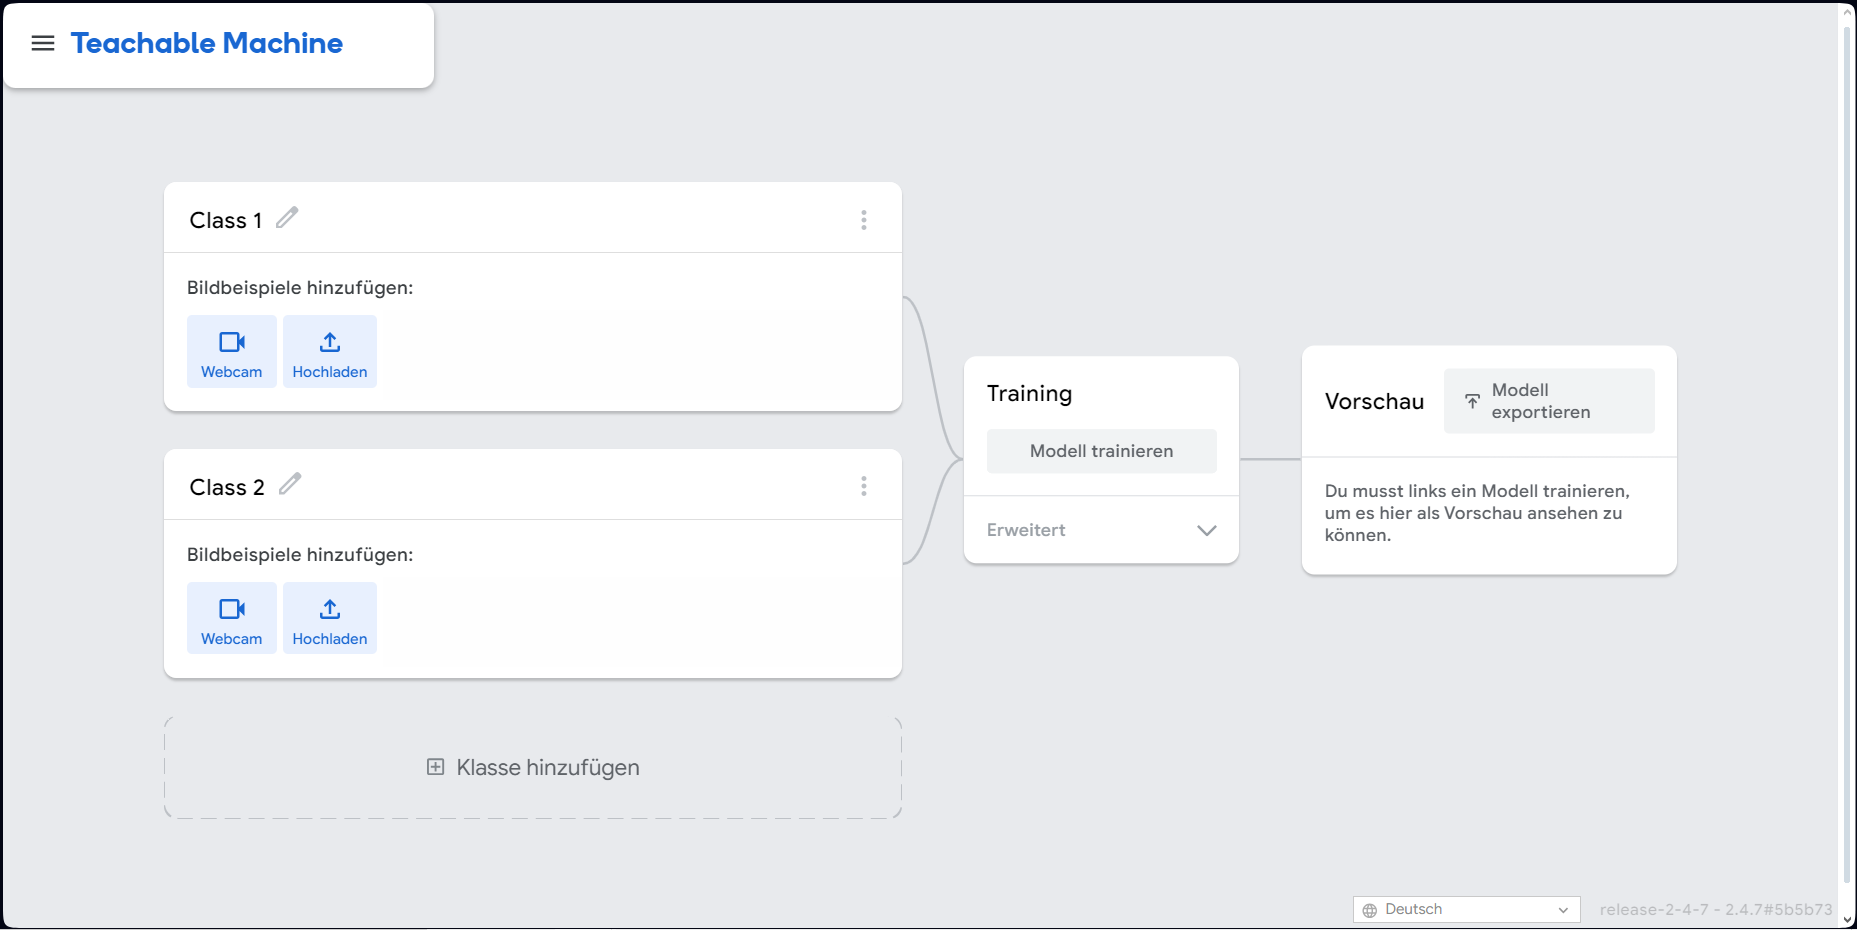 Teachable Machine
Class 1
Bildbeispiele hinzufügen:
Webcam
Hochladen
Class 2
Bildbeispiele hinzufügen:
Webcam
Hochladen
Klasse hinzufügen
Training
Modell trainieren
Erweitert
Vorschau
Modell
exportieren
Du musst links ein Modell trainieren,
um es hier als Vorschau ansehen zu
können.
Deutsch
release-2-4-7 - 2.4.7#5b5b73